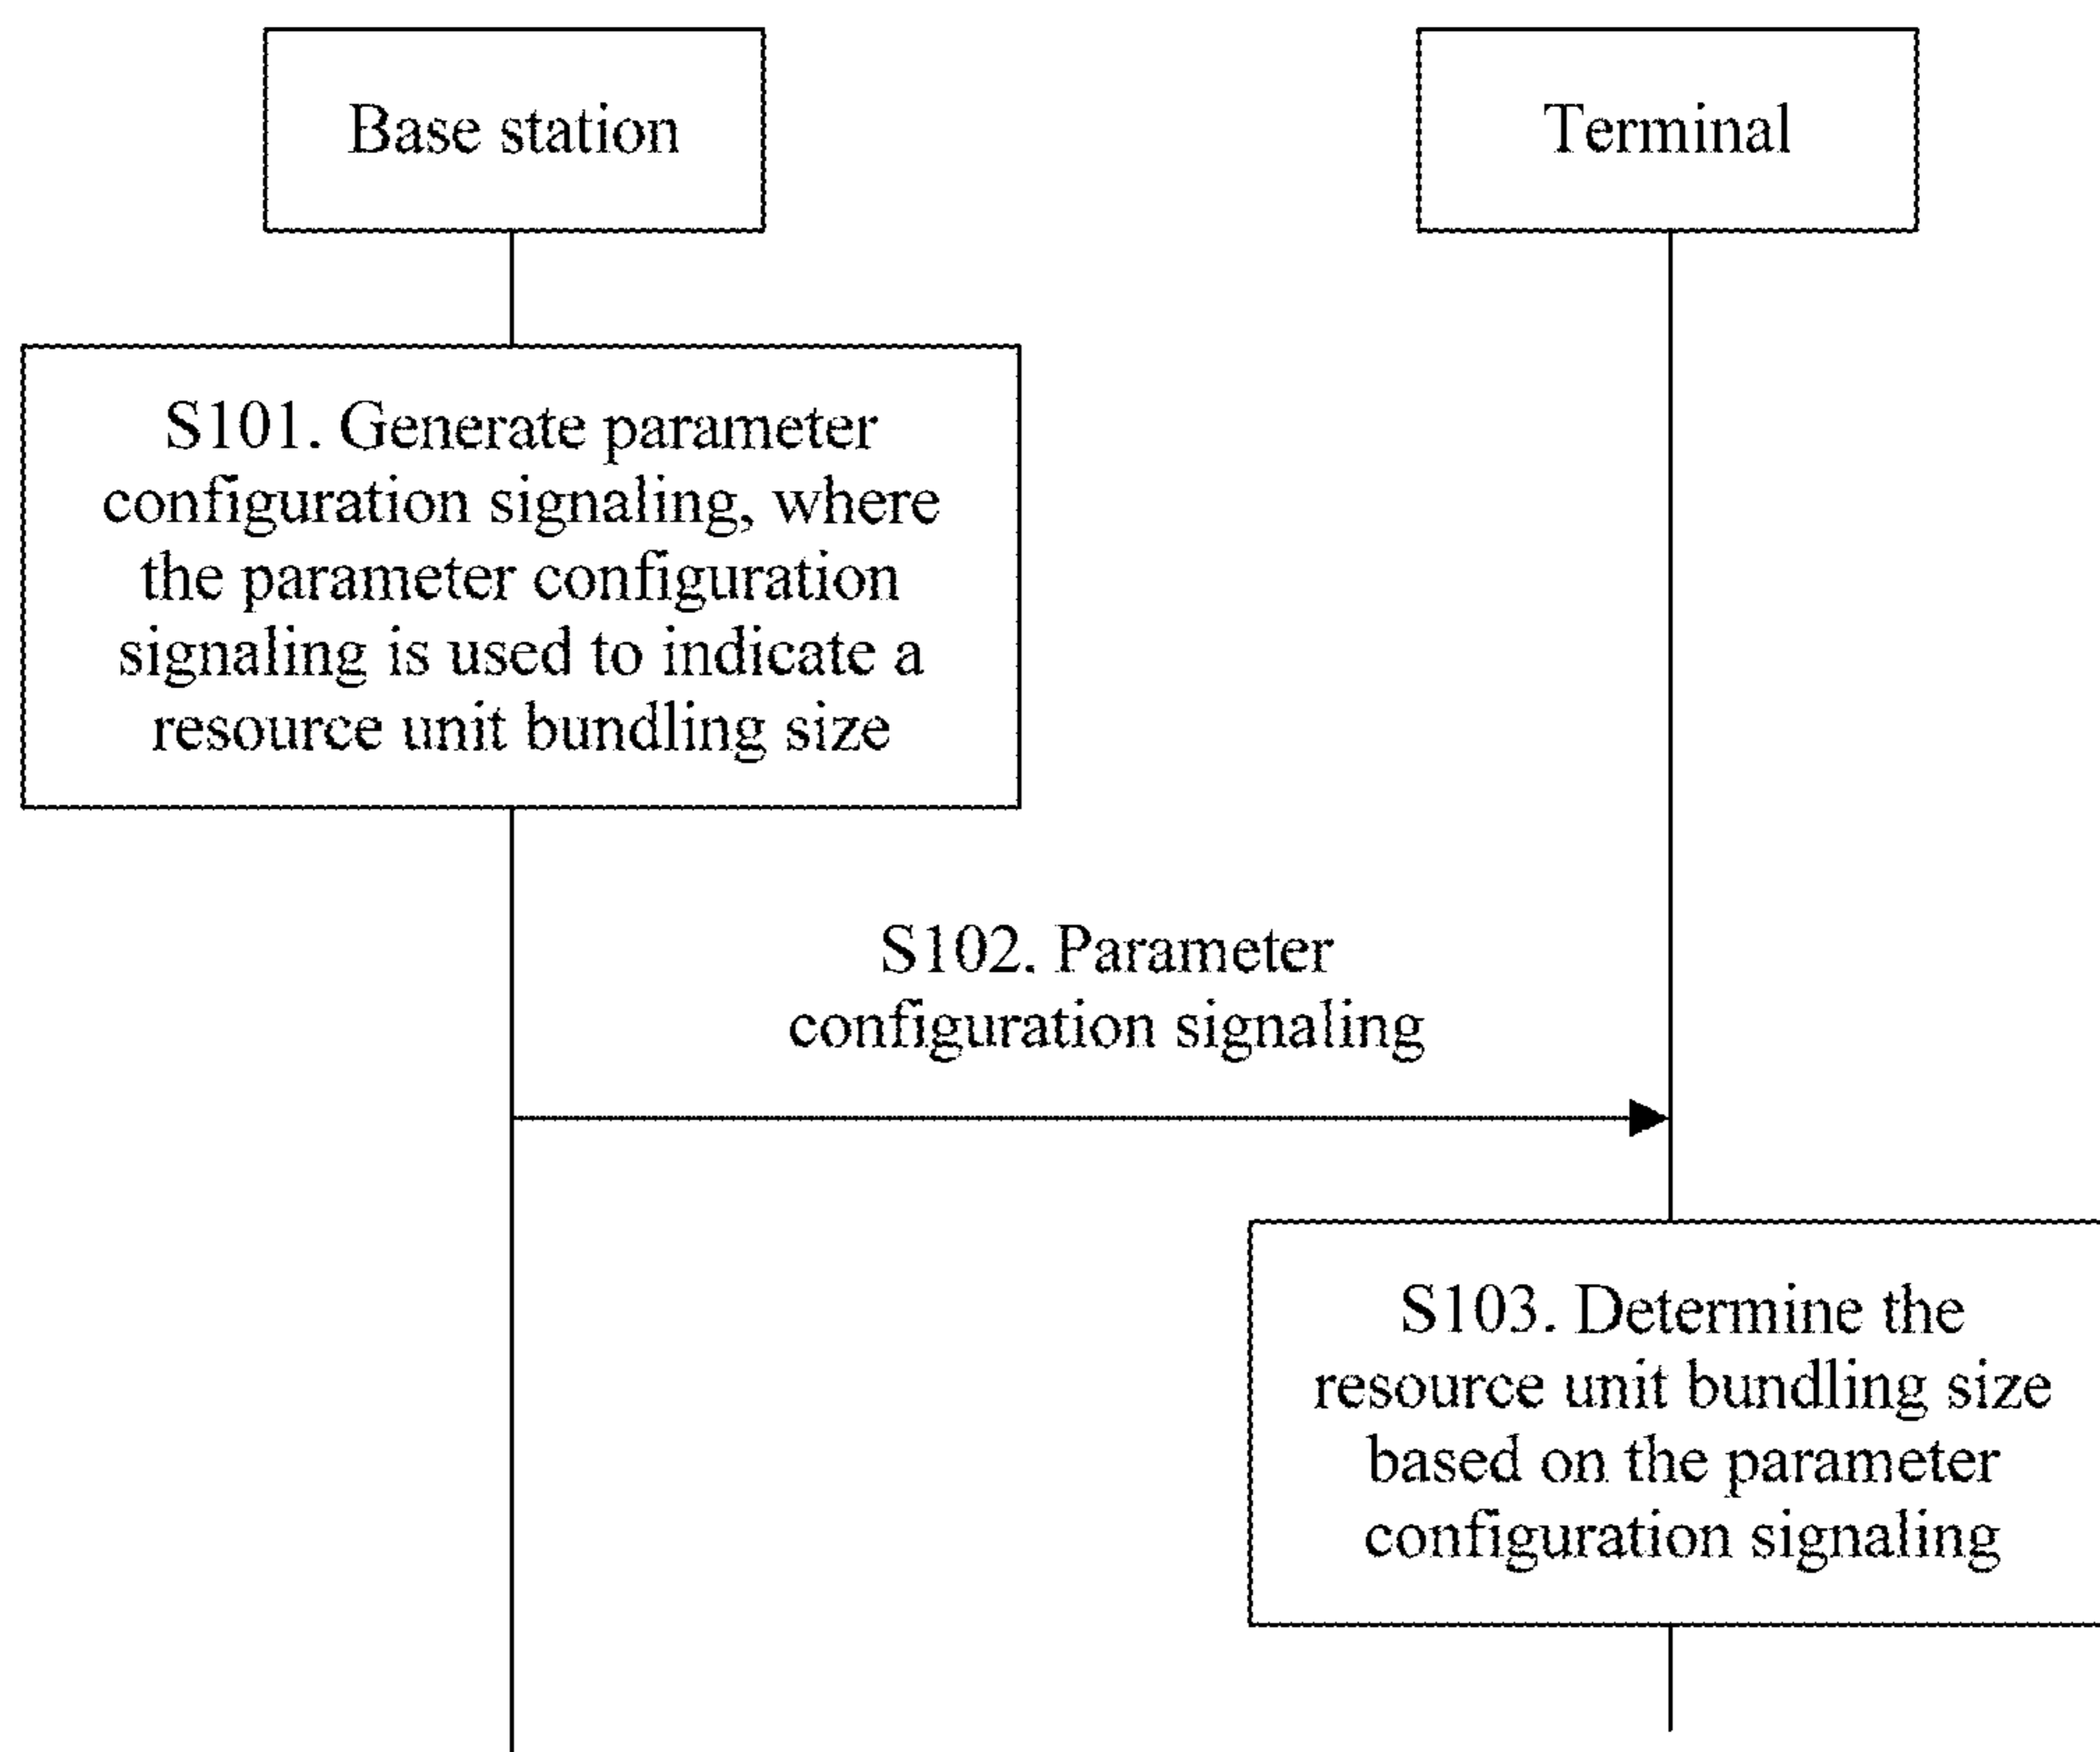 Base station
Terminal
S101. Generate parameter
configuration signaling, where
the parameter configuration
signaling is used to indicate a
resource unit bundling size
S102. Parameter
configuration signaling
S103. Determine the
resource unit bundling size
based on the parameter
configuration signaling